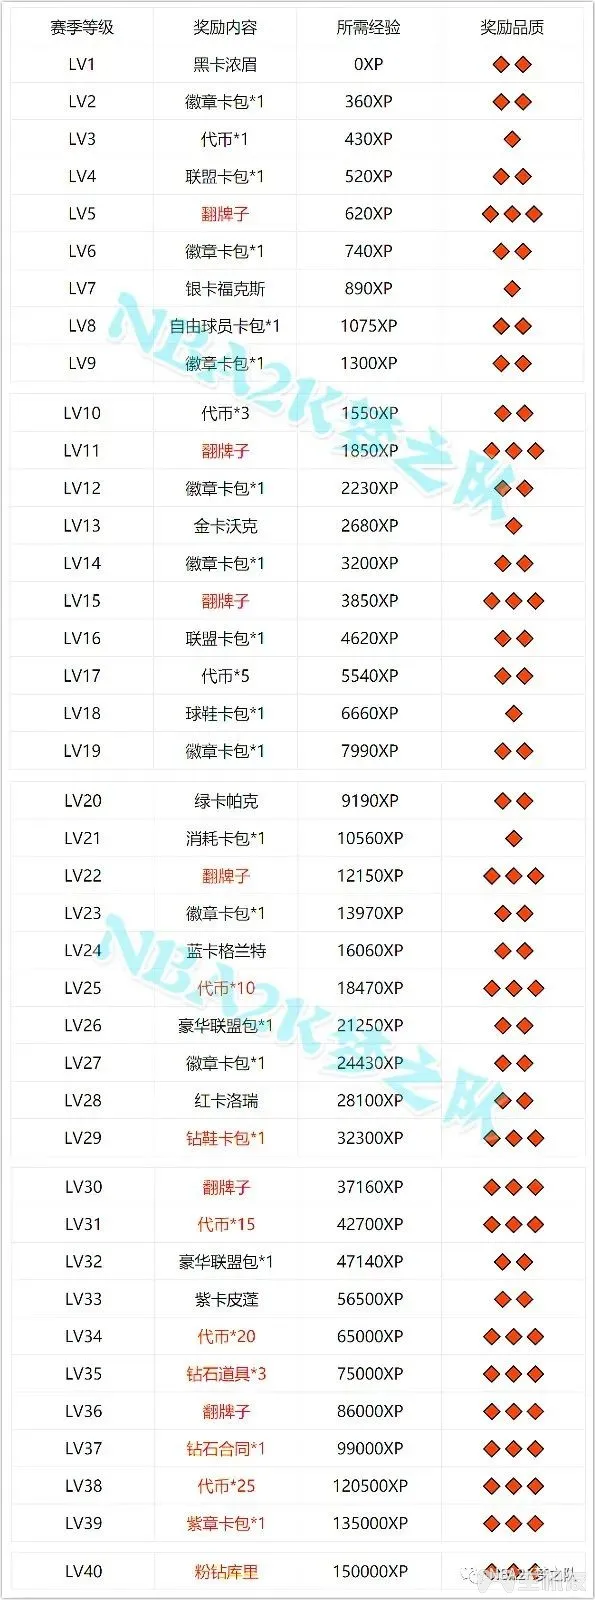 赛季等级 奖励内容 所需经验 奖励品质
LV1 黑卡浓眉 0XP
LV2 徽章卡包*1 360XP
LV3 代币*1 430XP
LV4 联盟卡包*1 520XP
LV5 翻牌子 620XP
LV6 徽章卡包*1 740XP
LV7 银卡福克斯 890XP
LV8 自由球员卡包*1 1075XP
LV9 徽章卡包*1 1300XP
LV10 代币*3 1550XP
LV11 翻牌子 1850XP
LV12 徽章卡包*1 2230XP
LV13 金卡沃克 2680XP
LV14 徽章卡包*1 3200XP
LV15 翻牌子 3850XP
LV16 联盟卡包*1 4620XP
LV17 代币*5 5540XP
LV18 球鞋卡包*1 6660XP
LV19 徽章卡包*1 7990XP
NBA2K梦之队
LV20 绿卡帕克 9190XP
LV21 消耗卡包*1 10560XP
LV22 翻牌子 12150XP
LV23 徽章卡包*1 13970XP
LV24 蓝卡格兰特 16060XP
LV25 代币*10 18470XP
LV26 豪华联盟包*1 21250XP
LV27 徽章卡包*1 24430XP
LV28 红卡洛瑞 28100XP
LV29 钻鞋卡包*1 32300XP
NBA2K梦之队
LV30 翻牌子 37160XP
LV31 代币*15 42700XP
LV32 豪华联盟包*1 47140XP
LV33 紫卡皮蓬 56500XP
LV34 代币*20 65000XP
LV35 钻石道具*3 75000XP
LV36 翻牌子 86000XP
LV37 钻石合同*1 99000XP
LV38 代币*25 120500XP
LV39 紫章卡包*1 135000XP
LV40 粉钻库里 150000XP
NBA2K梦之队